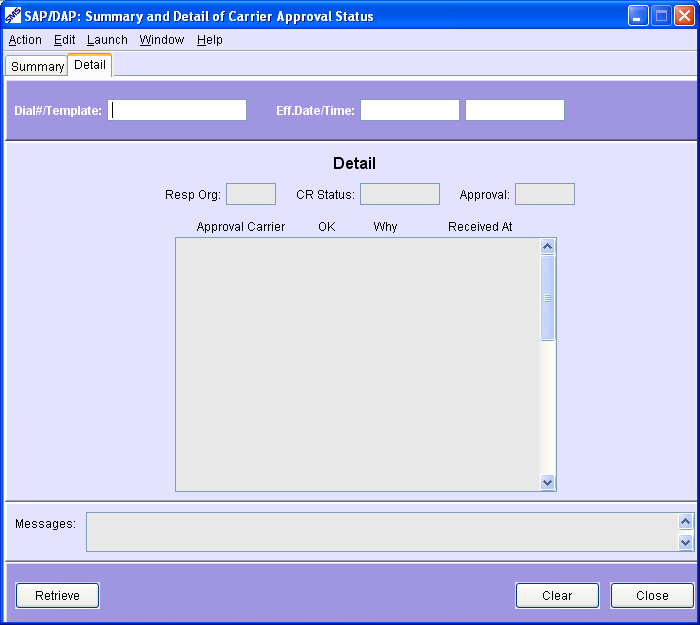 SMS SAP/DAP: Summary and Detail of Carrier Approval Status
Action Edit Launch Window Help
Summary Detail
Dial#/Template: Eff.Date/Time:
Detail
Resp Org: CR Status: Approval:
Approval Carrier OK Why Received At
Messages:
Retrieve Clear Close